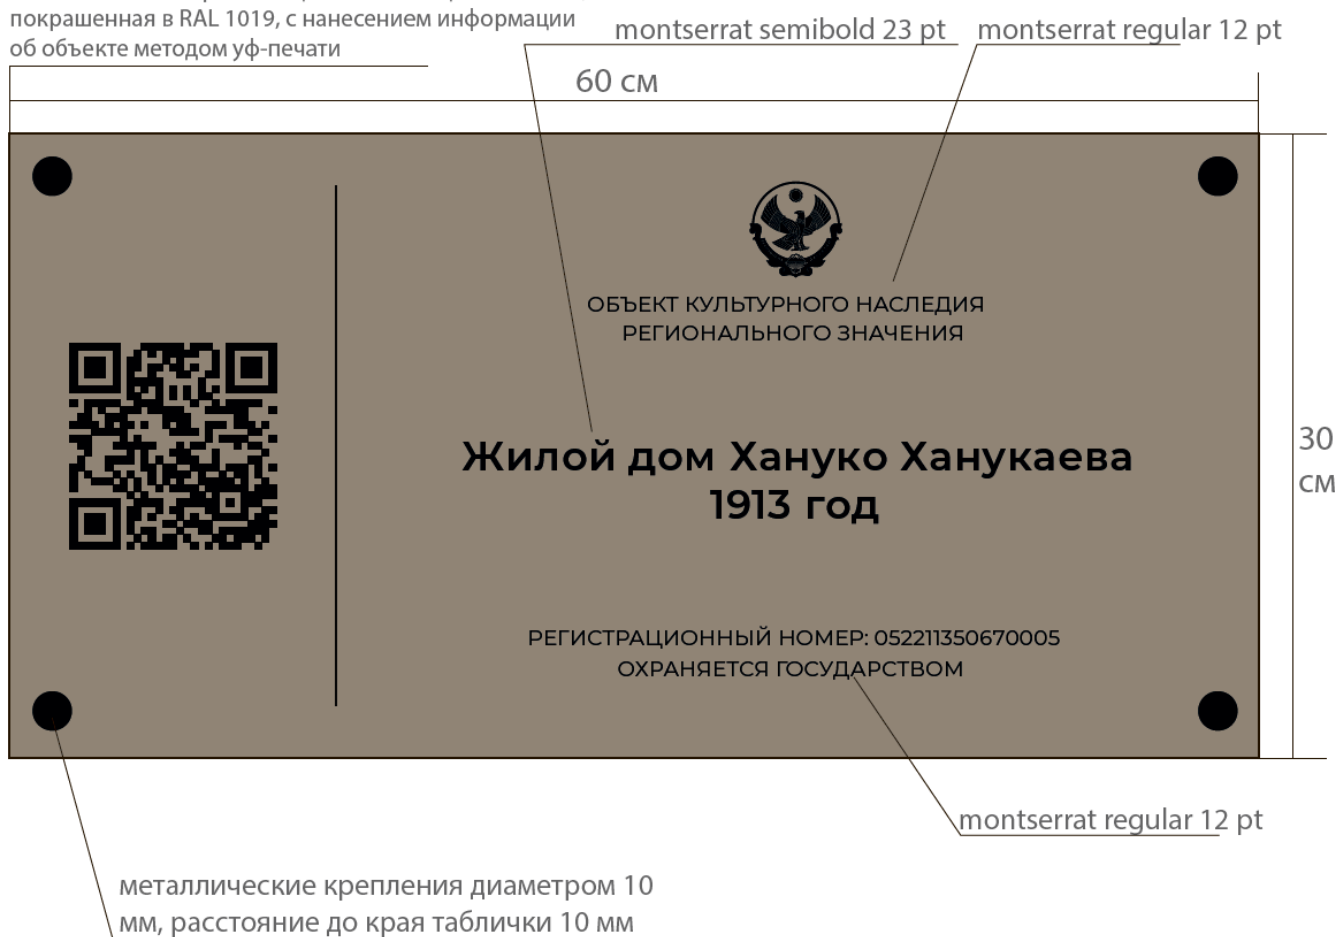 покрашенная в RAL 1019, с нанесением информации
об объекте методом уф-печати
montserrat semibold 23 pt
montserrat regular 12 pt
60 см
ОБЪЕКТ КУЛЬТУРНОГО НАСЛЕДИЯ
РЕГИОНАЛЬНОГО ЗНАЧЕНИЯ
Жилой дом Хануко Ханукаева
1913 год
30
см
РЕГИСТРАЦИОННЫЙ НОМЕР: 052211350670005
ОХРАНЯЕТСЯ ГОСУДАРСТВОМ
montserrat regular 12 pt
металлические крепления диаметром 10
мм, расстояние до края таблички 10 мм